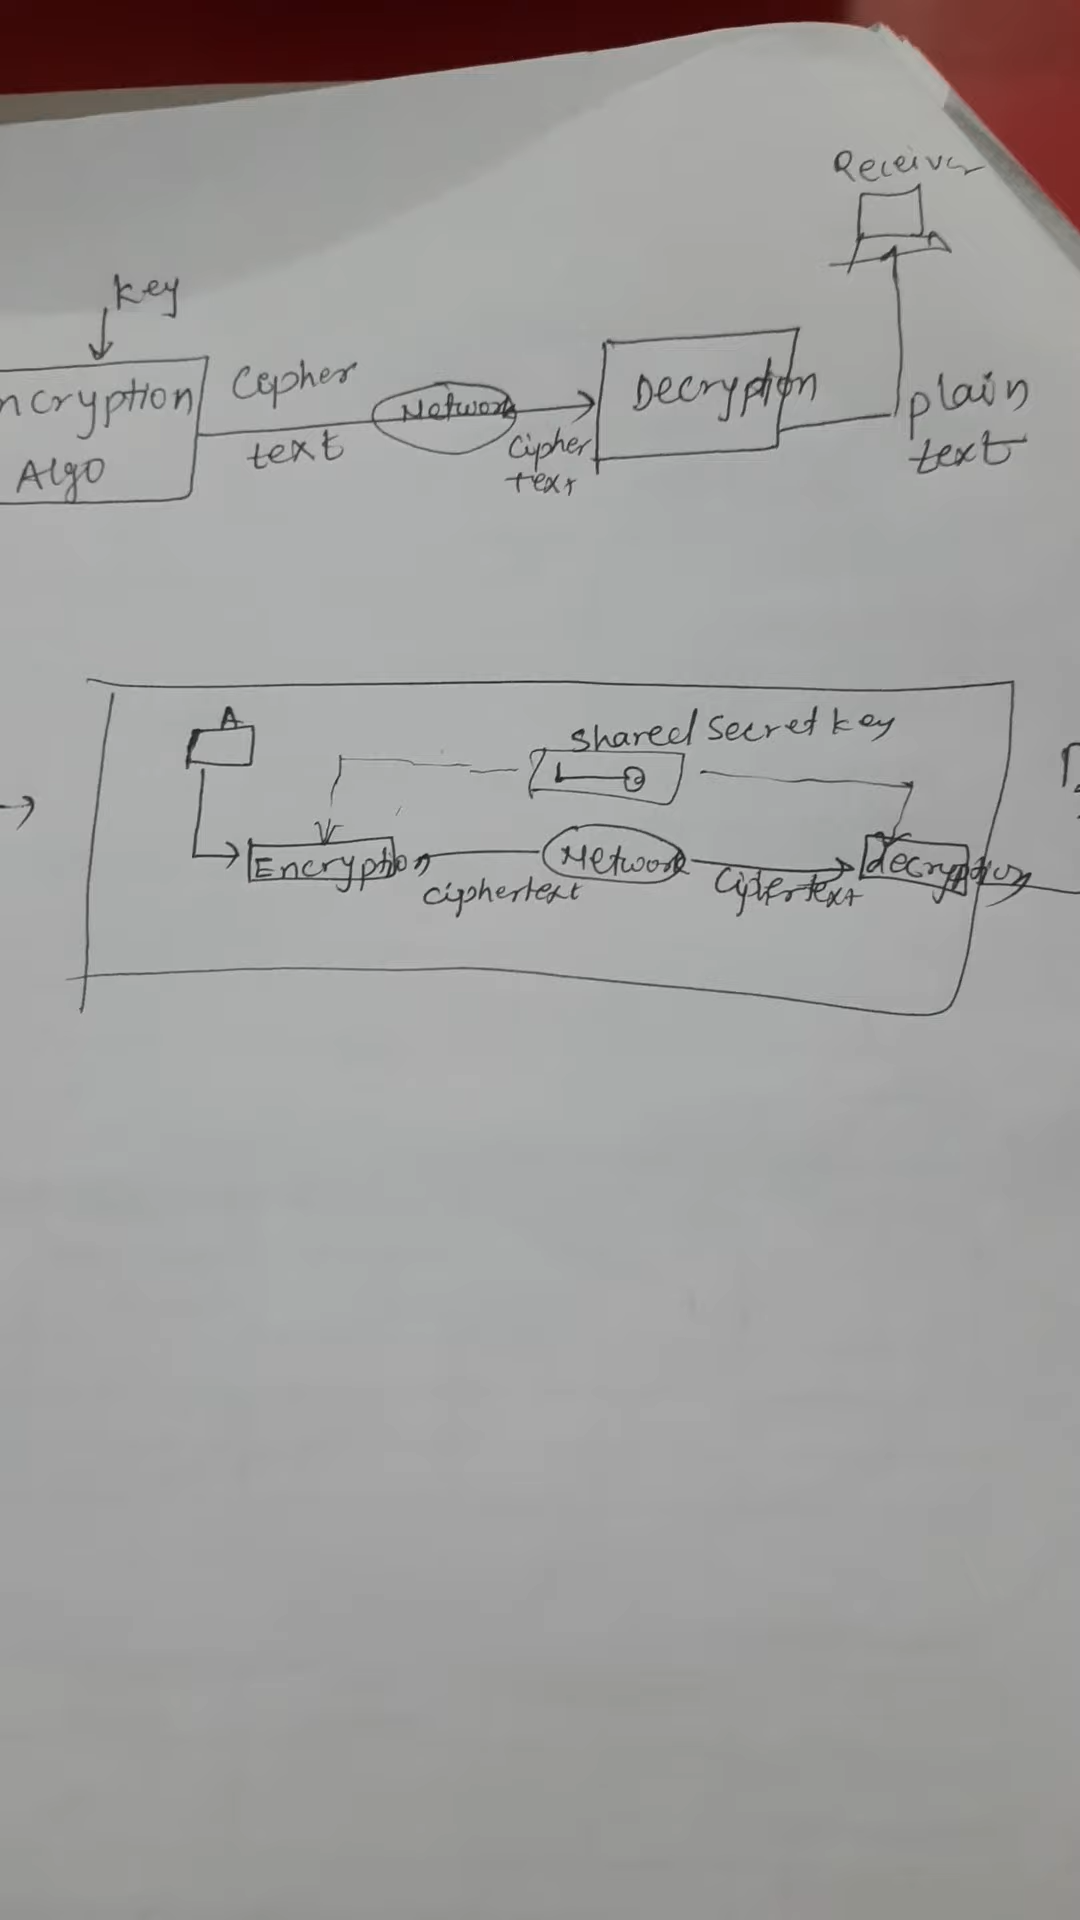 Receiver
key
ncryption
Algo
Cepher
text
Network
Cipher
text
Decryption
plain
text
A
Shared Secret key
Encryption
ciphertext
Network
Ciphertext
decryption